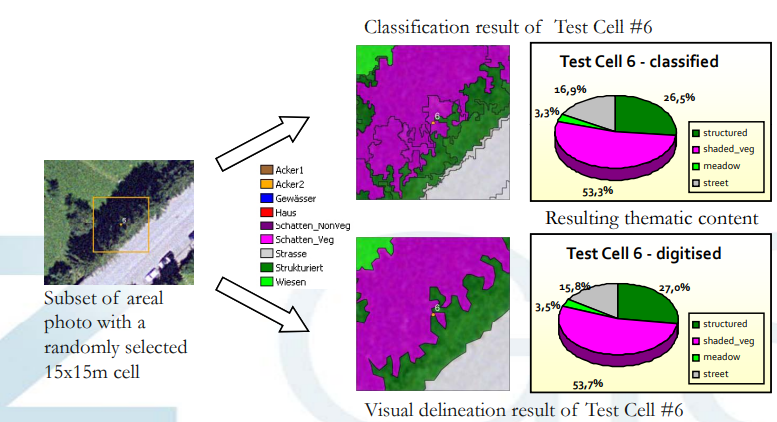 Classification result of Test Cell #6
6
Test Cell 6 - classified
16,9%
26,5%
3,3%
53,3%
structured
shaded_veg
meadow
street
Acker1
Acker2
Gewässer
Haus
Schatten_NonVeg
Schatten_Veg
Strasse
Strukturiert
Wiesen
6
Subset of areal
photo with a
randomly selected
15x15m cell
Resulting thematic content
6
Test Cell 6 - digitised
15,8%
27,0%
3,5%
53,7%
structured
shaded_veg
meadow
street
Visual delineation result of Test Cell #6